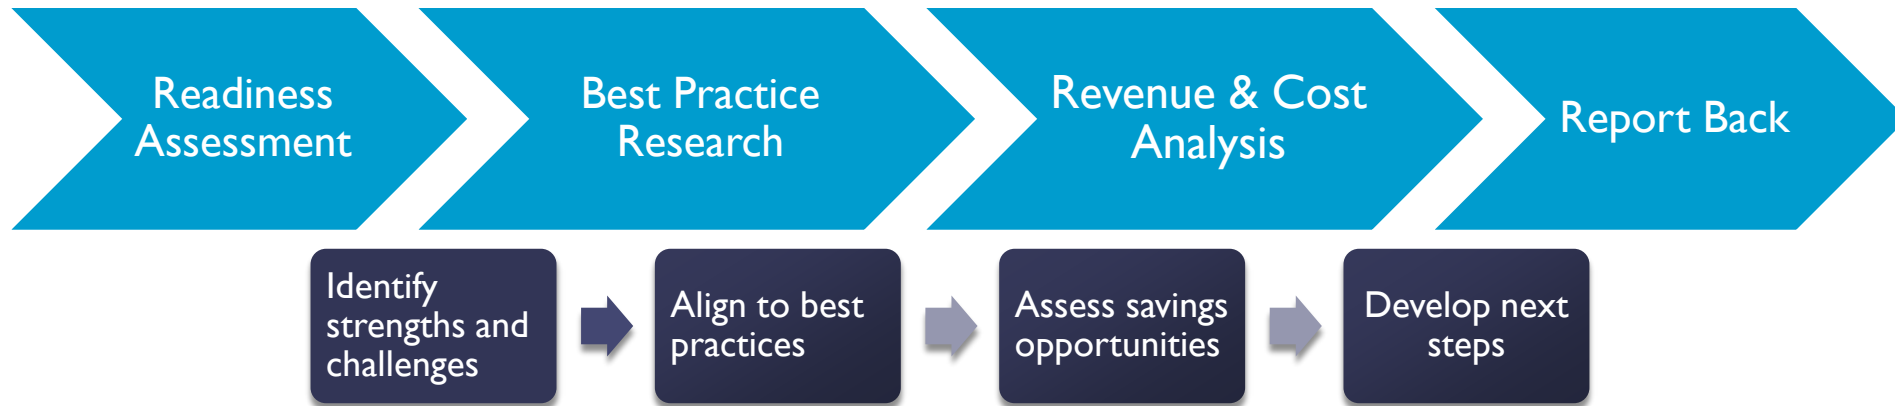 Readiness
Assessment
Best Practice
Research
Revenue & Cost
Analysis
Report Back
Identify
strengths and
challenges
Align to best
practices
Assess savings
opportunities
Develop next
steps